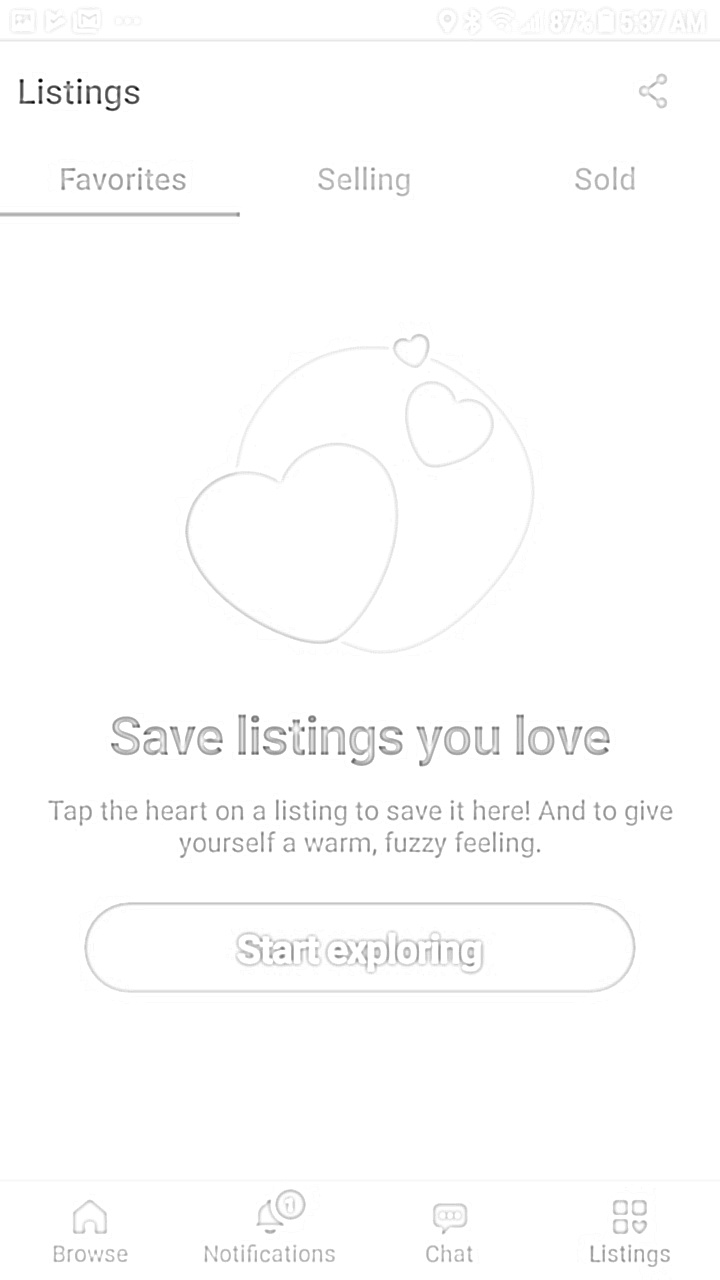 87% 5:37 AM
Listings
Favorites Selling Sold
Save listings you love
Tap the heart on a listing to save it here! And to give
yourself a warm, fuzzy feeling.
Start exploring
1
Browse Notifications Chat Listings